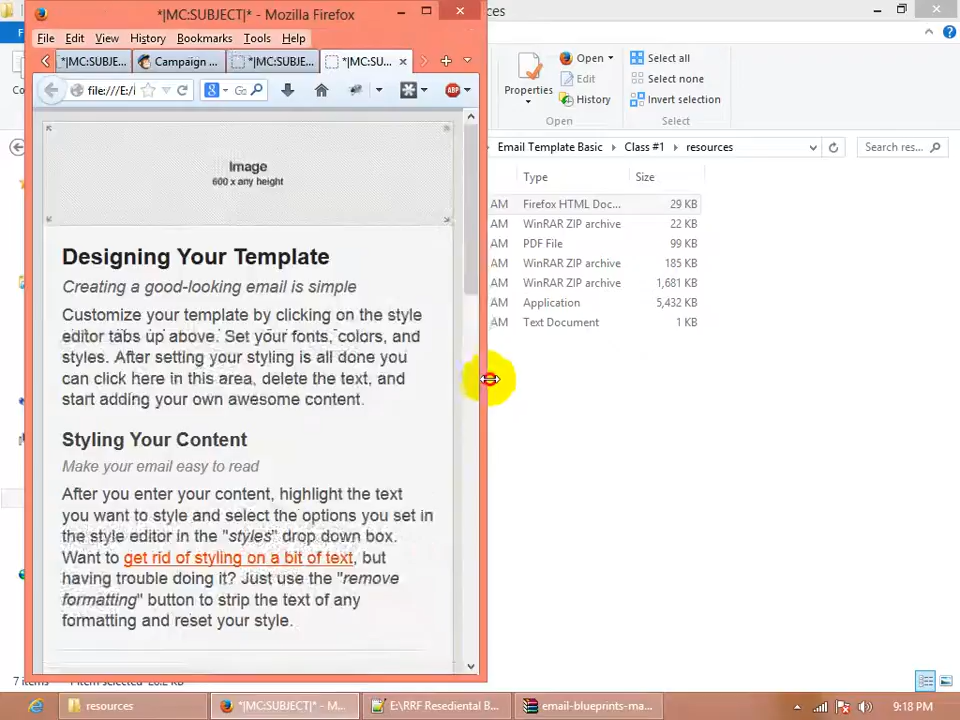 *|MC:SUBJECT|* - Mozilla Firefox
File Edit View History Bookmarks Tools Help
*|MC:SUBJE... Campaign ... *|MC:SUBJE... *|MC:SU...
file:///E:/
ABP
Image
600 x any height
Designing Your Template
Creating a good-looking email is simple
Customize your template by clicking on the style
editor tabs up above. Set your fonts, colors, and
styles. After setting your styling is all done you
can click here in this area, delete the text, and
start adding your own awesome content.
Styling Your Content
Make your email easy to read
After you enter your content, highlight the text
you want to style and select the options you set in
the style editor in the "styles" drop down box.
Want to get rid of styling on a bit of text, but
having trouble doing it? Just use the "remove
formatting" button to strip the text of any
formatting and reset your style.
Properties
Open
Edit
History
Open
Select all
Select none
Invert selection
Select
Email Template Basic Class #1 resources
Search res...
Type Size
AM Firefox HTML Doc... 29 KB
AM WinRAR ZIP archive 22 KB
AM PDF File 99 KB
AM WinRAR ZIP archive 185 KB
AM WinRAR ZIP archive 1,681 KB
AM Application 5,432 KB
AM Text Document 1 KB
7 items
resources
*|MC:SUBJECT|* - M...
E:\RRF Resediental B...
email-blueprints-ma...
9:18 PM